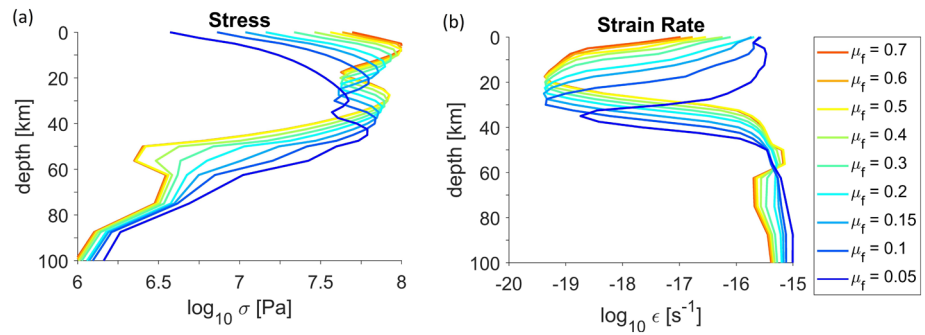 (a)
Stress
0
20
40
60
80
100
depth [km]
6
6.5
7
7.5
8
log10 σ [Pa]
(b)
Strain Rate
0
20
40
60
80
100
depth [km]
-20
-19
-18
-17
-16
-15
log10 ϵ [s-1]
μf = 0.7
μf = 0.6
μf = 0.5
μf = 0.4
μf = 0.3
μf = 0.2
μf = 0.15
μf = 0.1
μf = 0.05